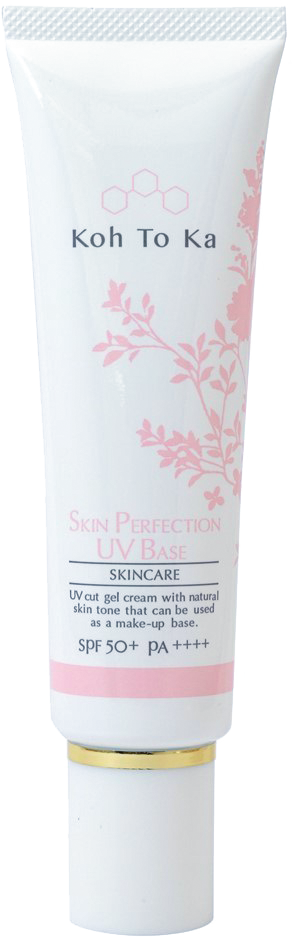 Koh To Ka
Skin Perfection
UV Base
SKINCARE
UV cut gel cream with natural
skin tone that can be used
as a make-up base.
SPF 50+ PA ++++